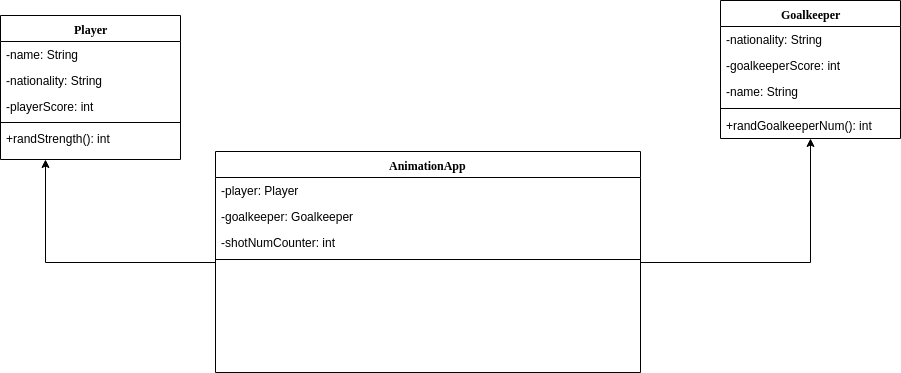 Player
-name: String
-nationality: String
-playerScore: int
+randStrength(): int
Goalkeeper
-nationality: String
-goalkeeperScore: int
-name: String
+randGoalkeeperNum(): int
AnimationApp
-player: Player
-goalkeeper: Goalkeeper
-shotNumCounter: int